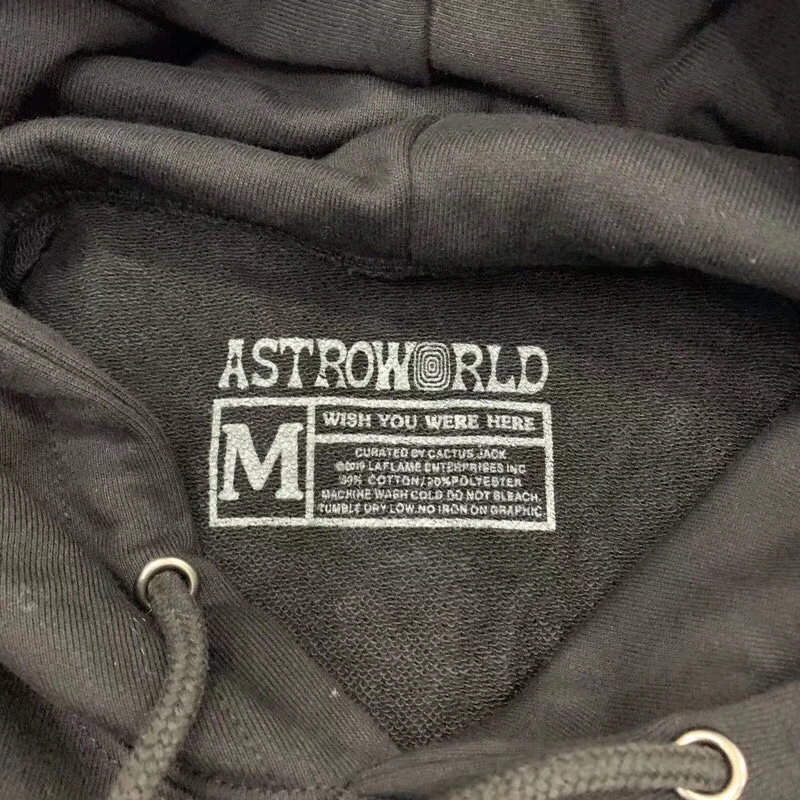 ASTROWORLD
M
WISH YOU WERE HERE
CURATED BY CACTUS JACK
©2019 LAFLAME ENTERPRISES INC
COTTON/20%POLYESTER
MACHINE WASH COLD. DO NOT BLEACH.
TUMBLE DRY LOW. NO IRON ON GRAPHIC